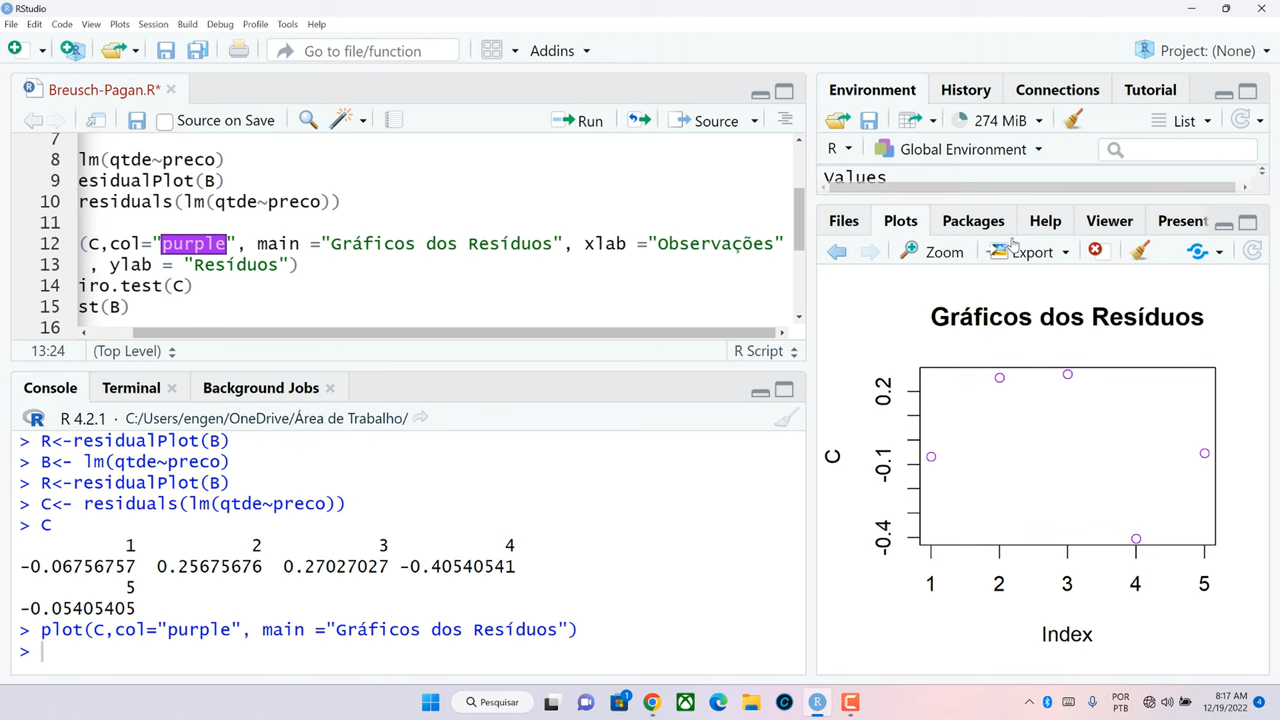 RStudio
File Edit Code View Plots Session Build Debug Profile Tools Help
Go to file/function Addins Project: (None)
Breusch-Pagan.R*
Source on Save Run Source
7
8 lm(qtde~preco)
9 esidualPlot(B)
10 residuals(lm(qtde~preco))
11
12 (C,col="purple", main ="Gráficos dos Resíduos", xlab ="Observações"
13 , ylab = "Resíduos")
14 iro.test(C)
15 st(B)
16
13:24 (Top Level) R Script
Console Terminal Background Jobs
R 4.2.1 · C:/Users/engen/OneDrive/Área de Trabalho/
> R<-residualPlot(B)
> B<- lm(qtde~preco)
> R<-residualPlot(B)
> C<- residuals(lm(qtde~preco))
> C
1 2 3 4
-0.06756757 0.25675676 0.27027027 -0.40540541
5
-0.05405405
> plot(C,col="purple", main ="Gráficos dos Resíduos")
>
Environment History Connections Tutorial
274 MiB List
R Global Environment
Values
Files Plots Packages Help Viewer Present
Zoom Export
Gráficos dos Resíduos
C
0.2
-0.1
-0.4
1 2 3 4 5
Index
Pesquisar
1
POR
PTB
8:17 AM
12/19/2022
4